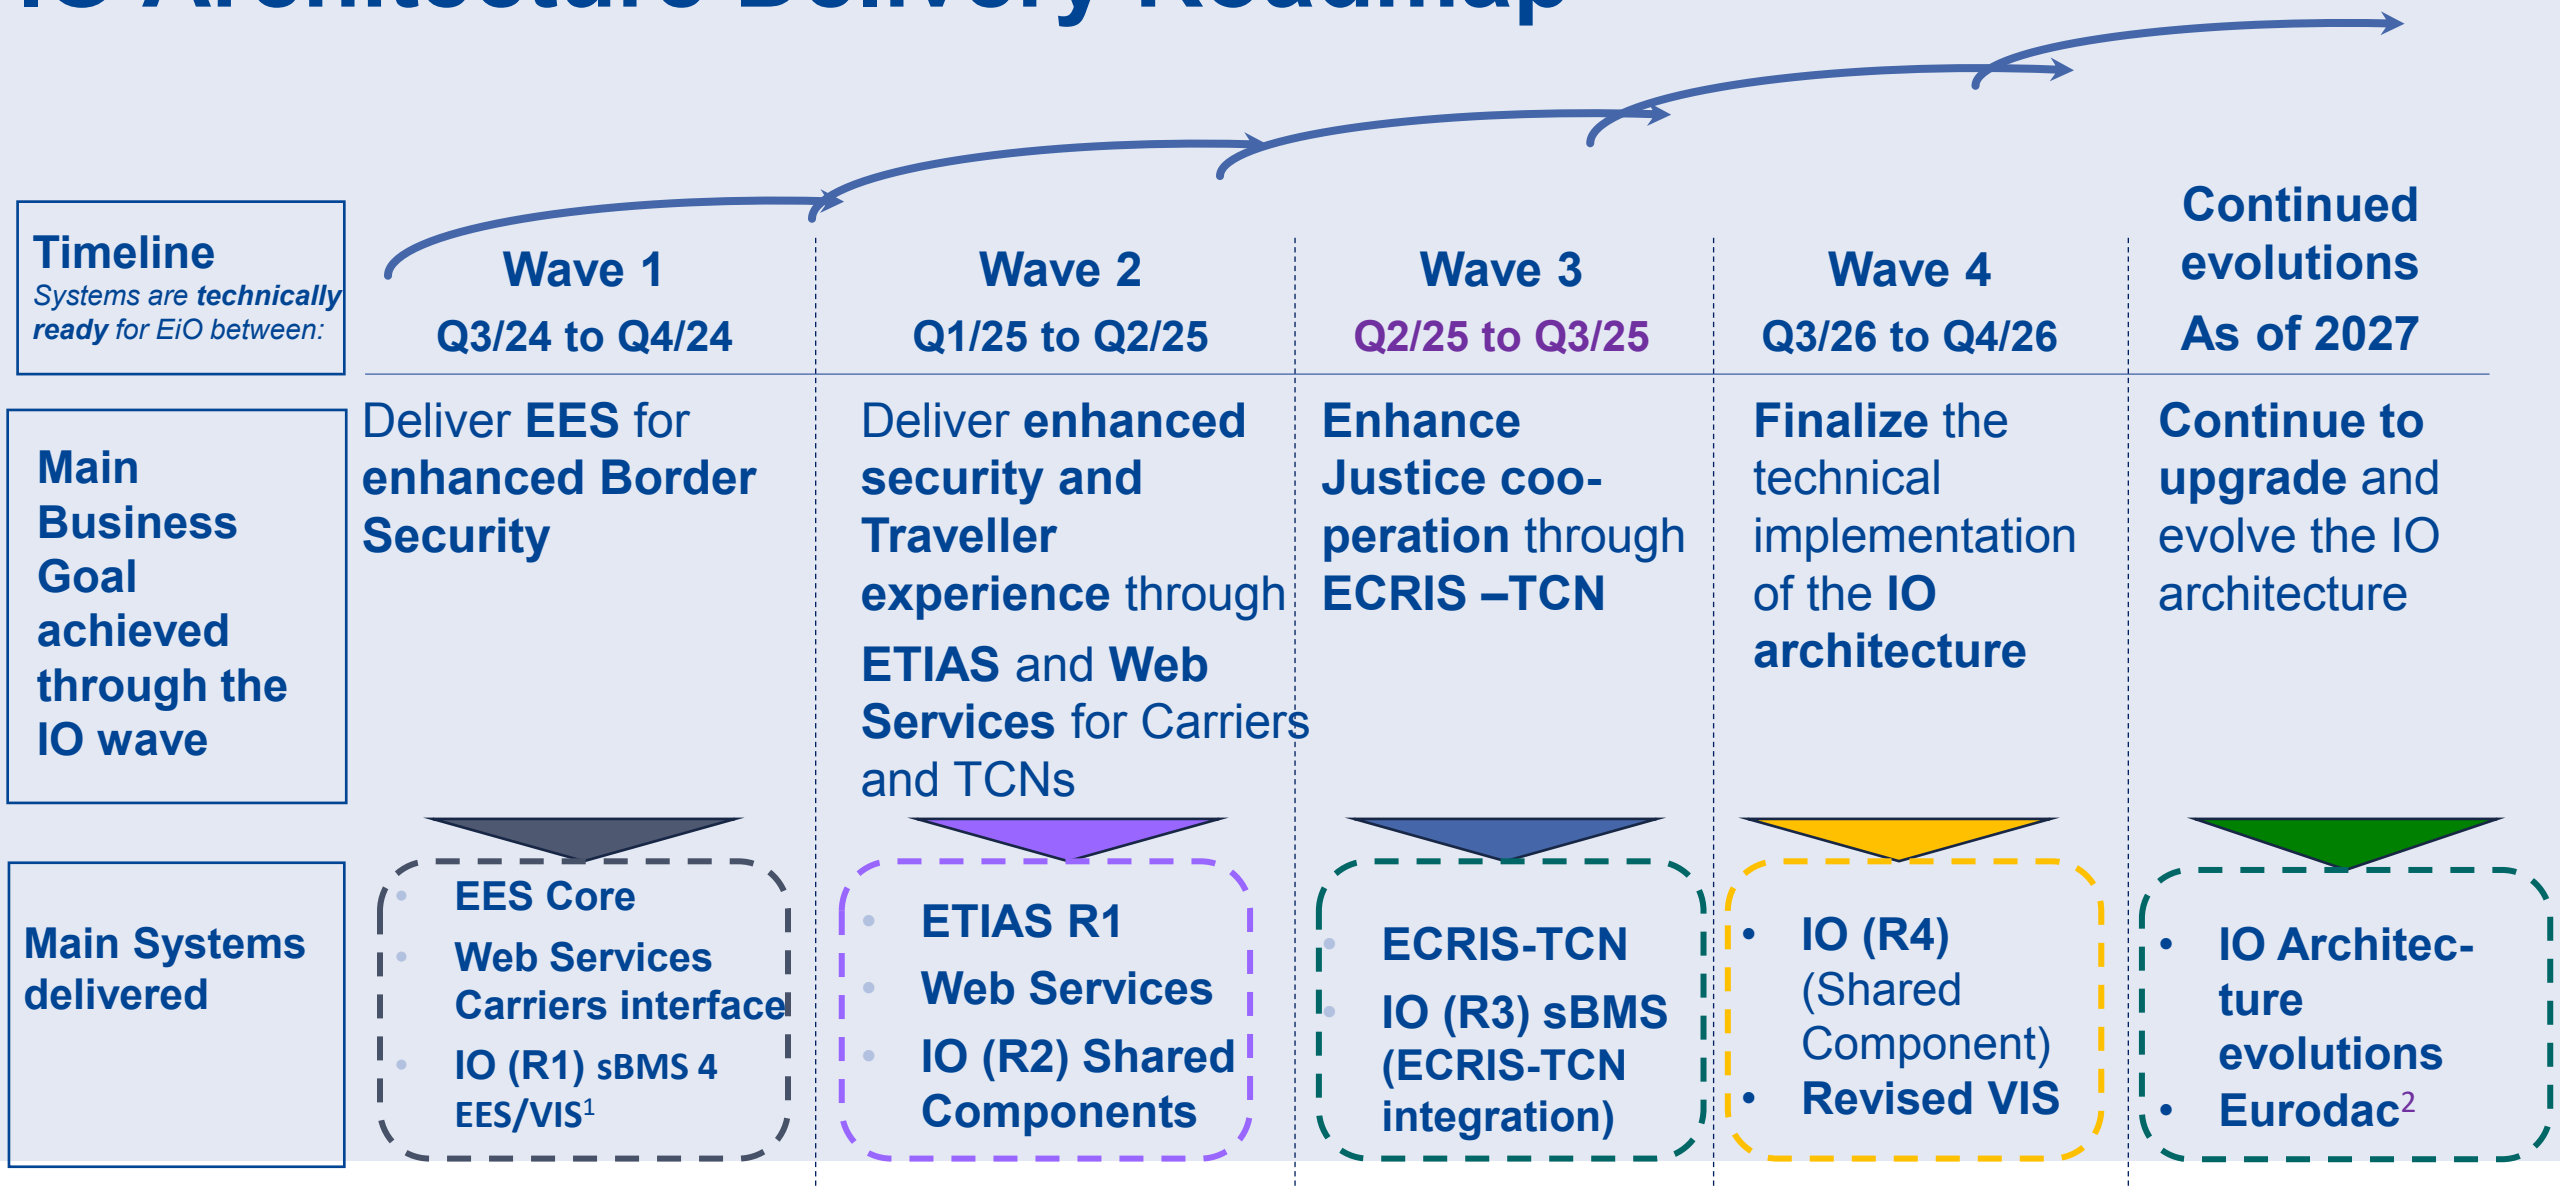 IO Architecture Delivery Roadmap
Timeline
Systems are technically
ready for EiO between:
Wave 1
Q3/24 to Q4/24
Wave 2
Q1/25 to Q2/25
Wave 3
Q2/25 to Q3/25
Wave 4
Q3/26 to Q4/26
Continued
evolutions
As of 2027
Main
Business
Goal
achieved
through the
IO wave
Deliver EES for
enhanced Border
Security
Deliver enhanced
security and
Traveller
experience through
ETIAS and Web
Services for Carriers
and TCNs
Enhance
Justice coo-
peration through
ECRIS –TCN
Finalize the
technical
implementation
of the IO
architecture
Continue to
upgrade and
evolve the IO
architecture
Main Systems
delivered
• EES Core
• Web Services
Carriers interface
• IO (R1) sBMS 4
EES/VIS¹
• ETIAS R1
• Web Services
• IO (R2) Shared
Components
• ECRIS-TCN
• IO (R3) sBMS
(ECRIS-TCN
integration)
• IO (R4)
(Shared
Component)
• Revised VIS
• IO Architec-
ture
evolutions
• Eurodac²